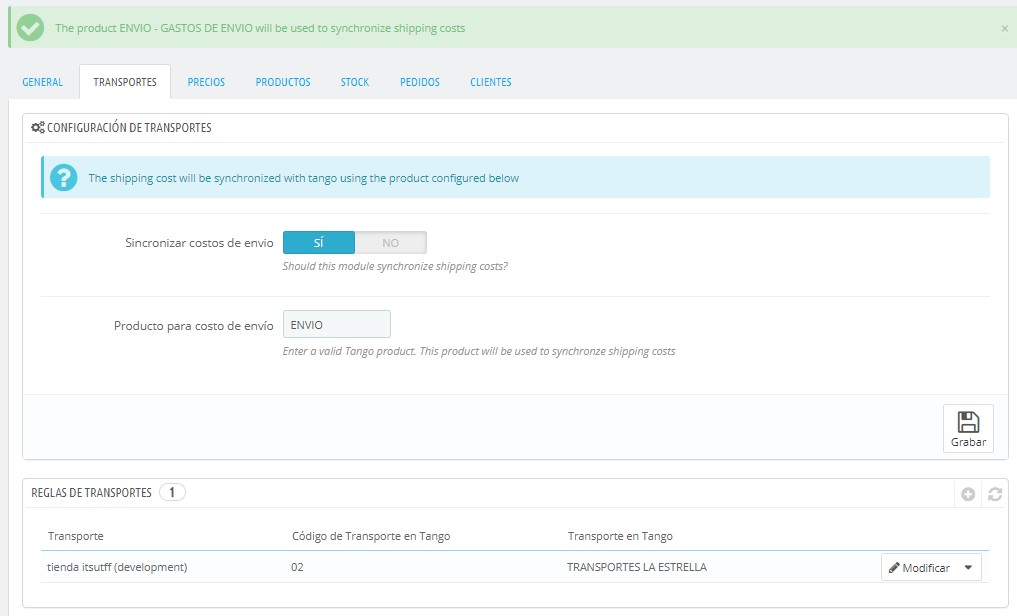 The product ENVIO - GASTOS DE ENVIO will be used to synchronize shipping costs ×
GENERAL TRANSPORTES PRECIOS PRODUCTOS STOCK PEDIDOS CLIENTES
CONFIGURACIÓN DE TRANSPORTES
The shipping cost will be synchronized with tango using the product configured below
Sincronizar costos de envio SÍ NO
Should this module synchronize shipping costs?
Producto para costo de envío ENVIO
Enter a valid Tango product. This product will be used to synchronze shipping costs
Grabar
REGLAS DE TRANSPORTES 1
Transporte Código de Transporte en Tango Transporte en Tango
tienda itsutff (development) 02 TRANSPORTES LA ESTRELLA Modificar